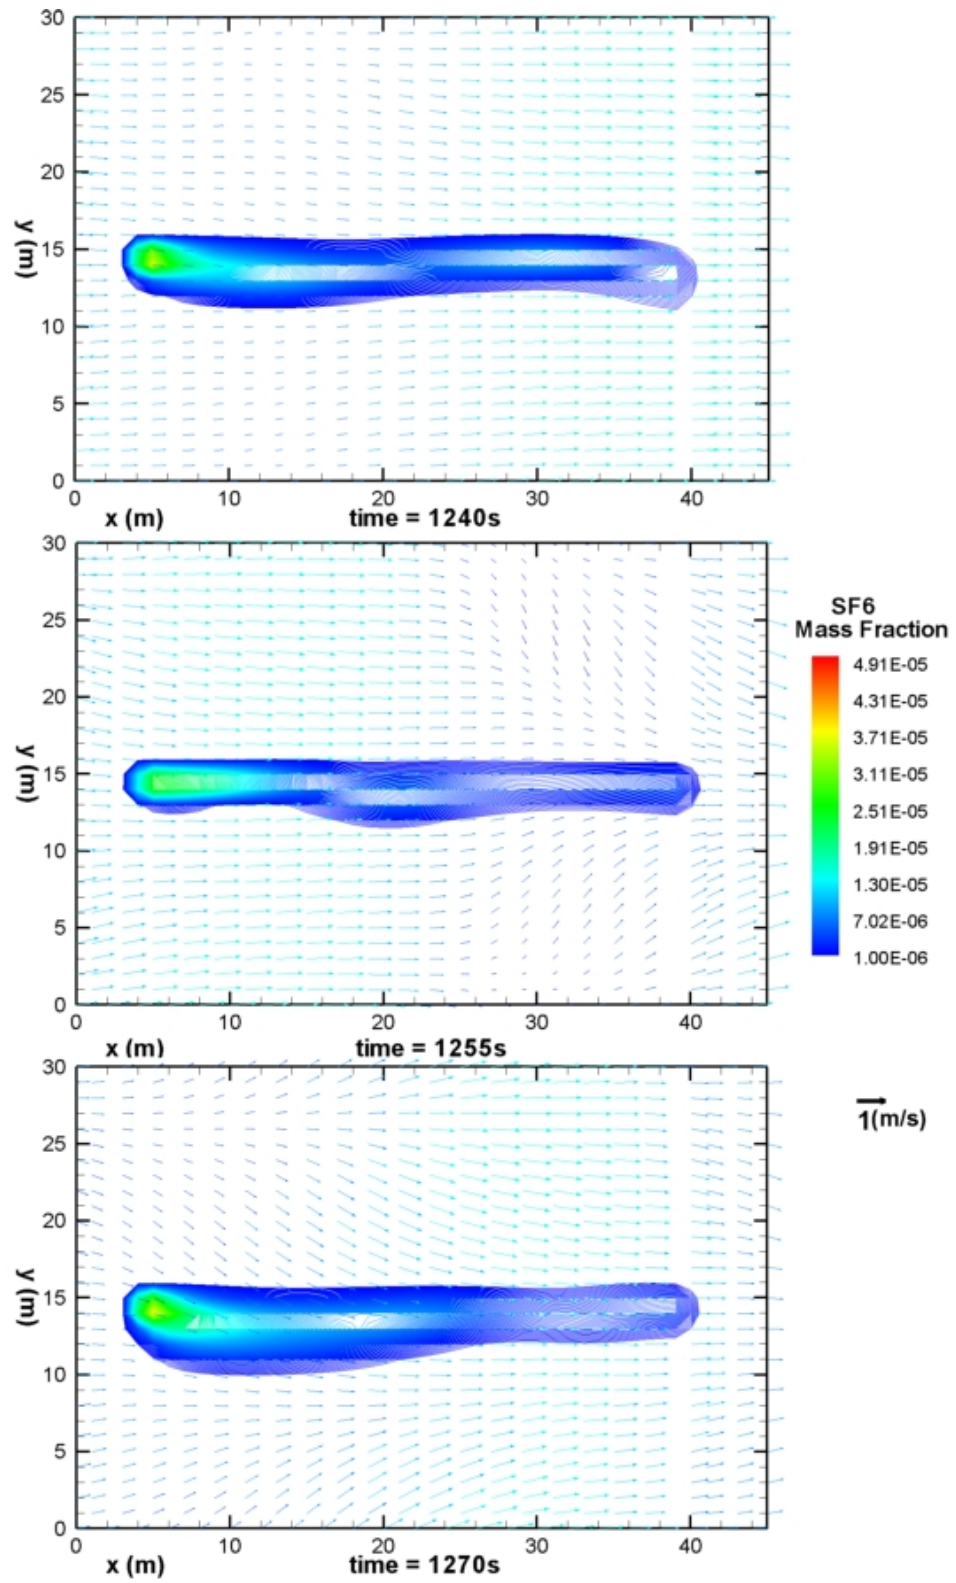 30
25
20
15
10
5
0
y (m)
0 10 20 30 40
x (m) time = 1240s
30
25
20
15
10
5
0
y (m)
0 10 20 30 40
x (m) time = 1255s
SF6
Mass Fraction
4.91E-05
4.31E-05
3.71E-05
3.11E-05
2.51E-05
1.91E-05
1.30E-05
7.02E-06
1.00E-06
30
25
20
15
10
5
0
y (m)
0 10 20 30 40
x (m) time = 1270s
1(m/s)